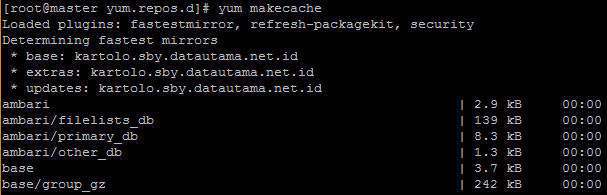 [root@master yum.repos.d]# yum makecache
Loaded plugins: fastestmirror, refresh-packagekit, security
Determining fastest mirrors
 * base: kartolo.sby.datautama.net.id
 * extras: kartolo.sby.datautama.net.id
 * updates: kartolo.sby.datautama.net.id
ambari | 2.9 kB 00:00
ambari/filelists_db | 139 kB 00:00
ambari/primary_db | 8.3 kB 00:00
ambari/other_db | 1.3 kB 00:00
base | 3.7 kB 00:00
base/group_gz | 242 kB 00:00